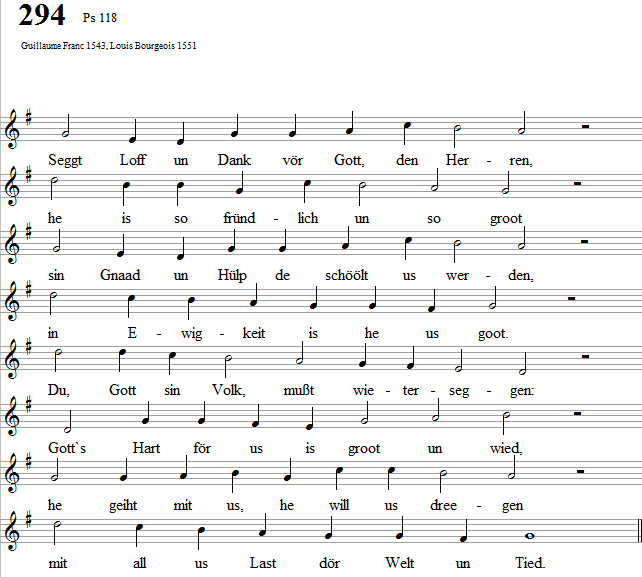 294 Ps 118
Guillaume Franc 1543, Louis Bourgeois 1551
Seggt Loff un Dank vör Gott, den Her - ren,
he is so fründ - lich un so groot
sin Gnaad un Hülp de schöölt us wer - den,
in E - wig - keit is he us goot.
Du, Gott sin Volk, mußt wie - ter - seg - gen:
Gott`s Hart för us is groot un wied,
he geiht mit us, he will us dree - gen
mit all us Last dör Welt un Tied.